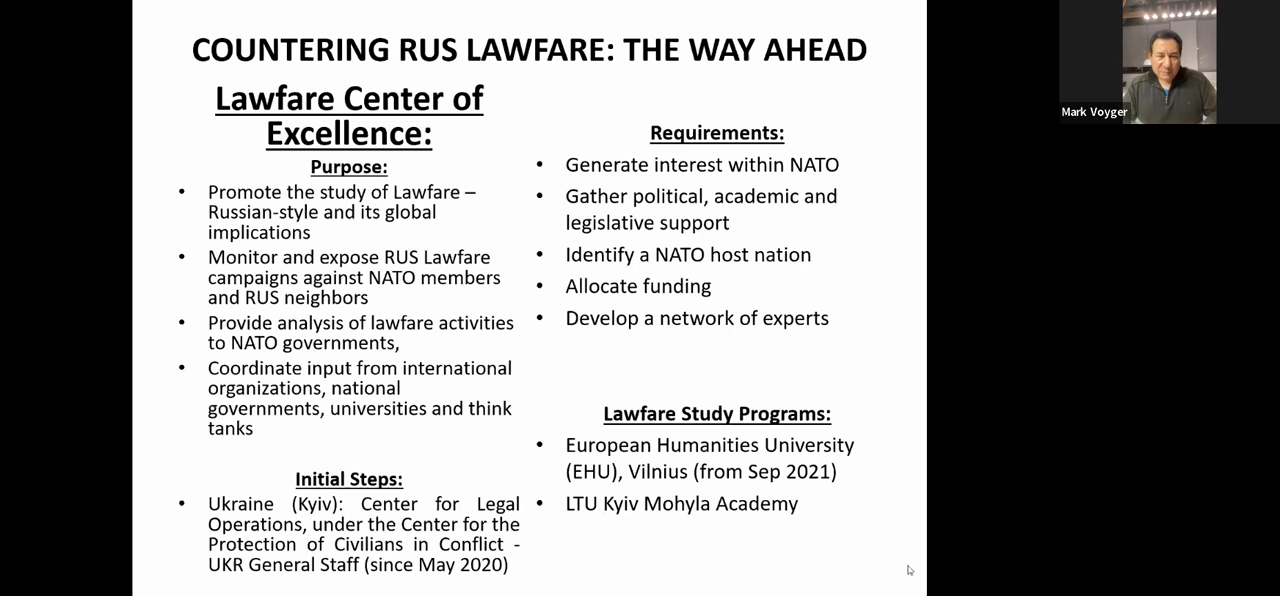 COUNTERING RUS LAWFARE: THE WAY AHEAD
Lawfare Center of
Excellence:
Purpose:
• Promote the study of Lawfare –
Russian-style and its global
implications
• Monitor and expose RUS Lawfare
campaigns against NATO members
and RUS neighbors
• Provide analysis of lawfare activities
to NATO governments,
• Coordinate input from international
organizations, national
governments, universities and think
tanks
Initial Steps:
• Ukraine (Kyiv): Center for Legal
Operations, under the Center for the
Protection of Civilians in Conflict -
UKR General Staff (since May 2020)
Requirements:
• Generate interest within NATO
• Gather political, academic and
legislative support
• Identify a NATO host nation
• Allocate funding
• Develop a network of experts
Lawfare Study Programs:
• European Humanities University
(EHU), Vilnius (from Sep 2021)
• LTU Kyiv Mohyla Academy
Mark Voyger